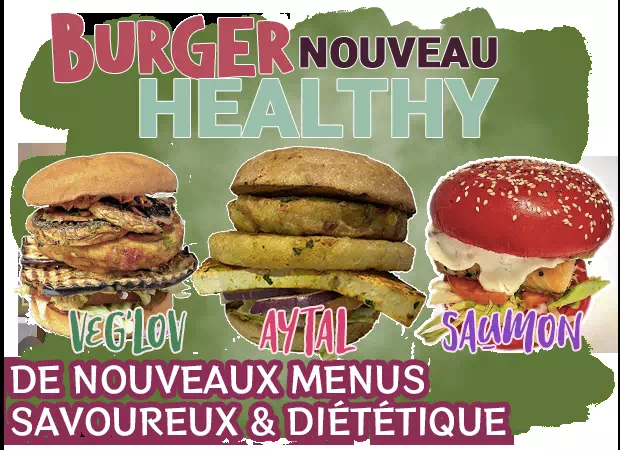 BURGER NOUVEAU
HEALTHY
VEG'LOV
AYTAL
SAUMON
DE NOUVEAUX MENUS
SAVOUREUX & DIÉTÉTIQUE